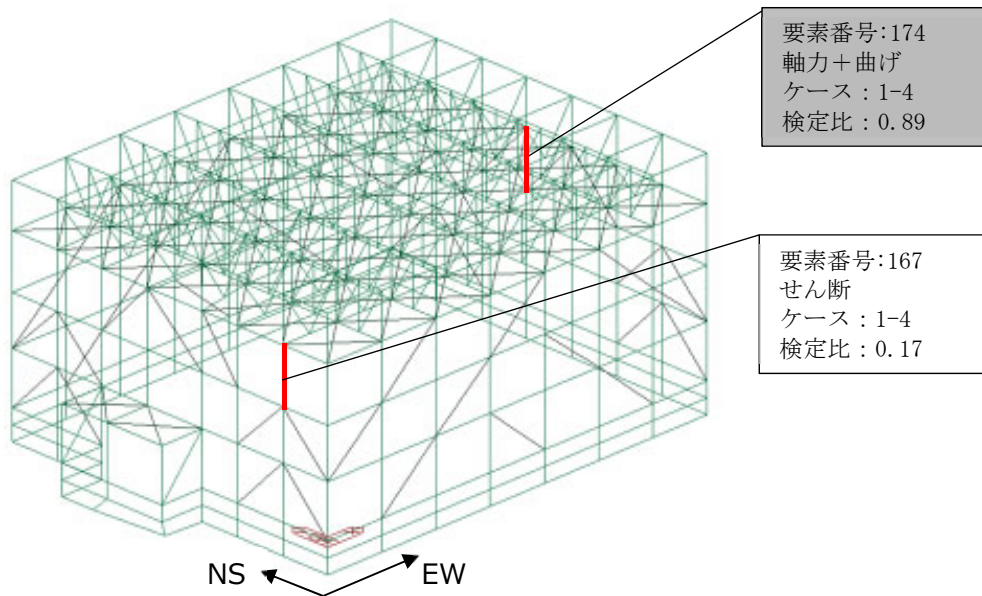 要素番号:174
軸力＋曲げ
ケース：1-4
検定比：0.89
要素番号:167
せん断
ケース：1-4
検定比：0.17
NS
EW